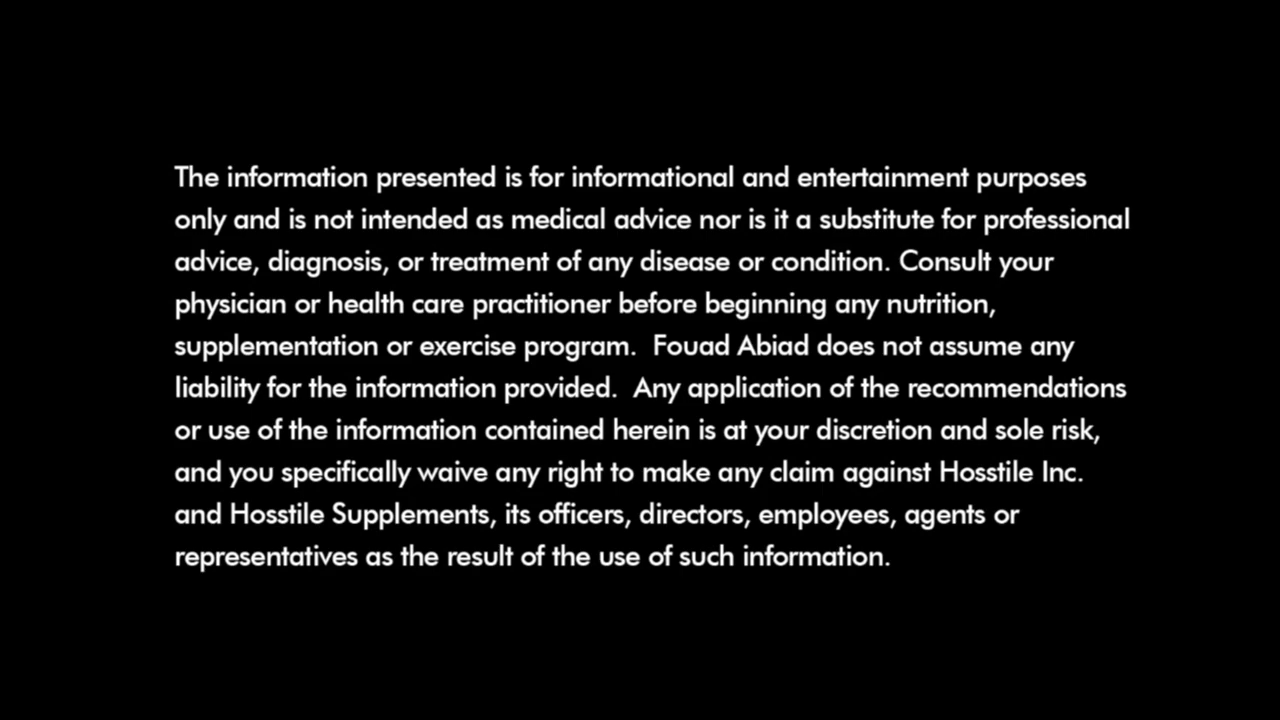 The information presented is for informational and entertainment purposes
only and is not intended as medical advice nor is it a substitute for professional
advice, diagnosis, or treatment of any disease or condition. Consult your
physician or health care practitioner before beginning any nutrition,
supplementation or exercise program.  Fouad Abiad does not assume any
liability for the information provided.  Any application of the recommendations
or use of the information contained herein is at your discretion and sole risk,
and you specifically waive any right to make any claim against Hosstile Inc.
and Hosstile Supplements, its officers, directors, employees, agents or
representatives as the result of the use of such information.